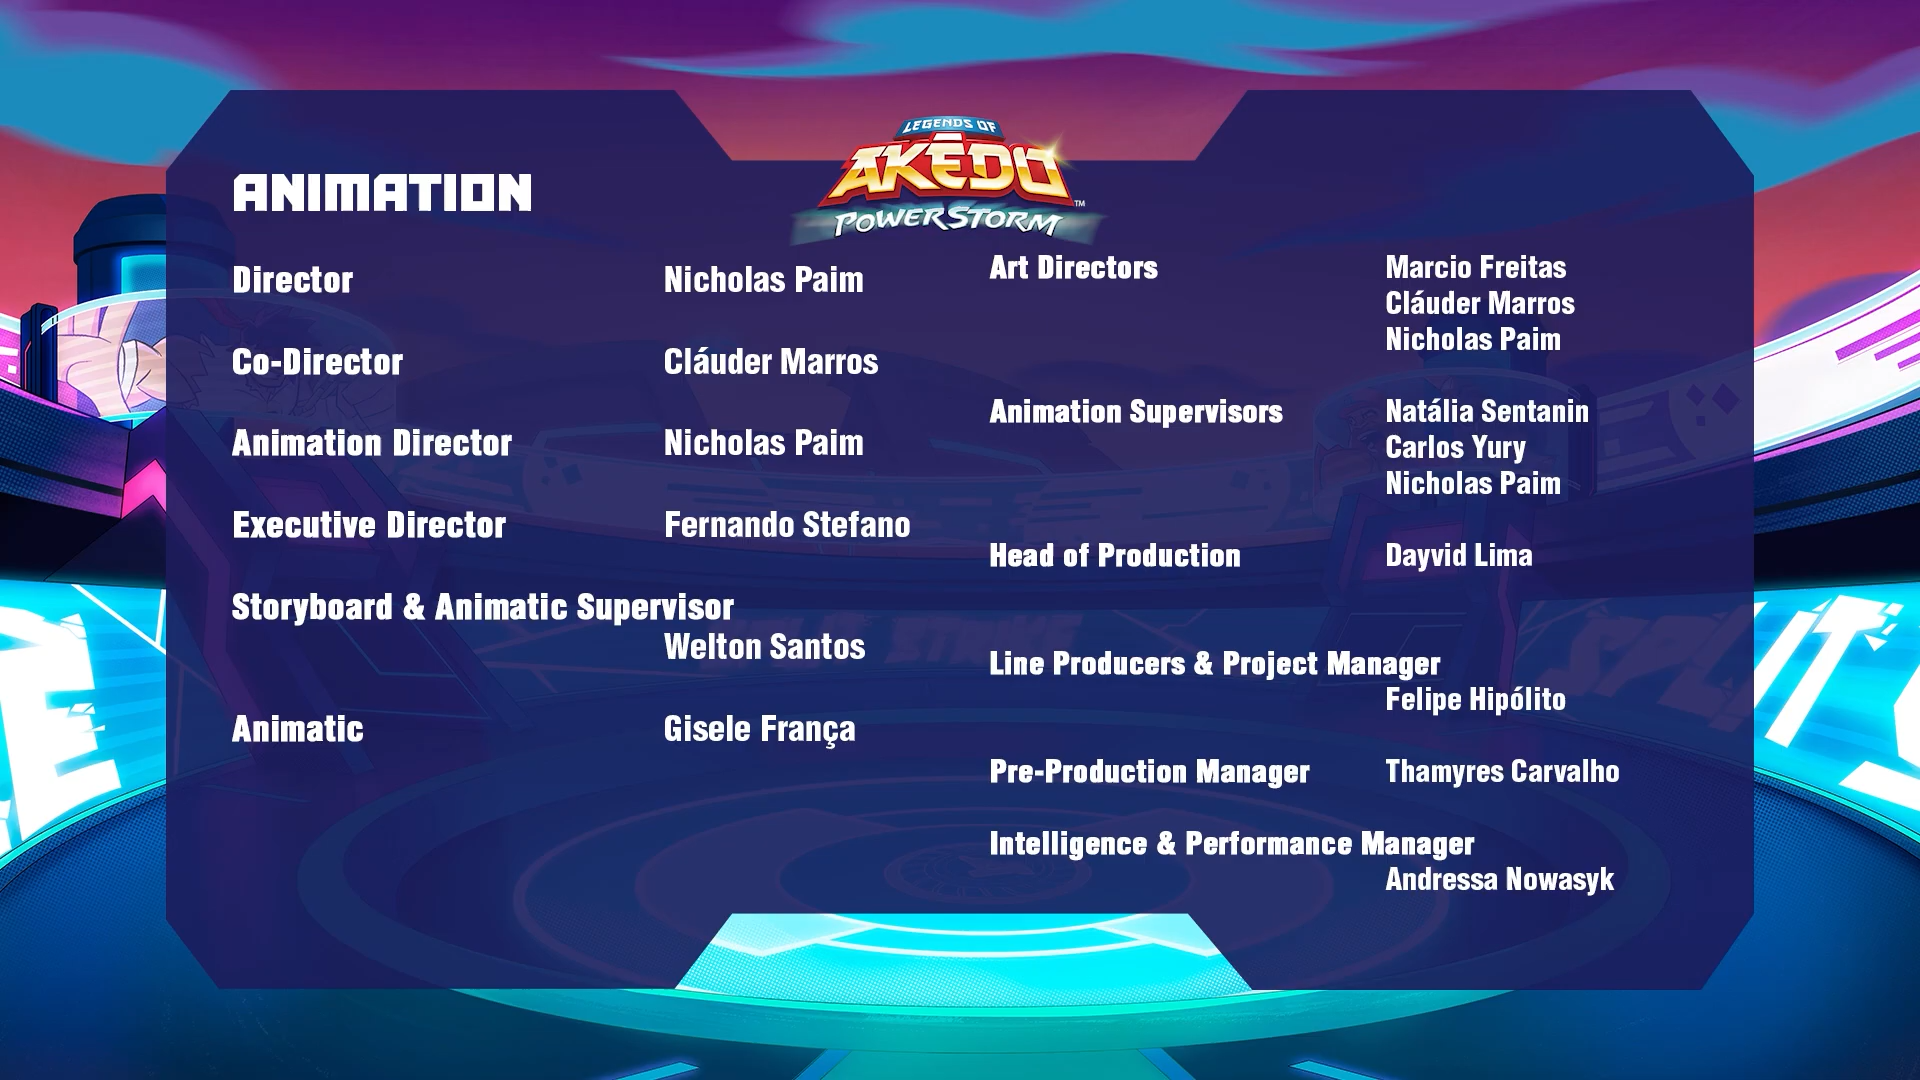 LEGENDS OF
AKEDO
POWERSTORM
TM
ANIMATION
Director Nicholas Paim
Co-Director Cláuder Marros
Animation Director Nicholas Paim
Executive Director Fernando Stefano
Storyboard & Animatic Supervisor
Welton Santos
Animatic Gisele França
Art Directors Marcio Freitas
Cláuder Marros
Nicholas Paim
Animation Supervisors Natália Sentanin
Carlos Yury
Nicholas Paim
Head of Production Dayvid Lima
Line Producers & Project Manager
Felipe Hipólito
Pre-Production Manager Thamyres Carvalho
Intelligence & Performance Manager
Andressa Nowasyk